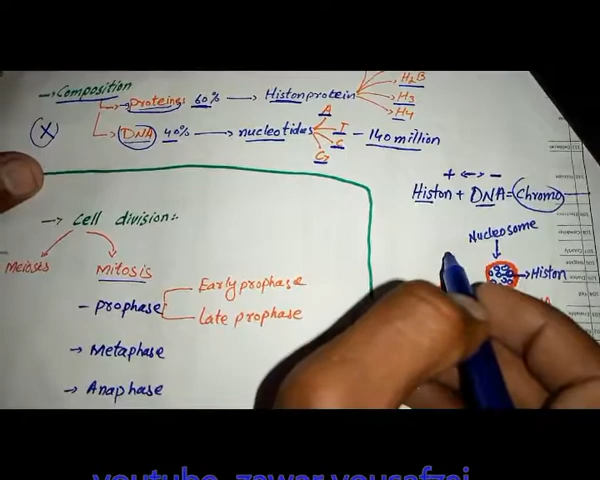 → Composition
→ proteins 60% → Histon protein
H2B
H3
H4
X
DNA 40% → nucleotides - 140 million
A
T
C
G
+ ↔ -
Histon + DNA = Chromo
Nucleosome
→ Histon
→ Cell division:-
Meioses
Mitosis
- prophase
Early prophase
Late prophase
→ Metaphase
→ Anaphase
youtube zawar yousafzai